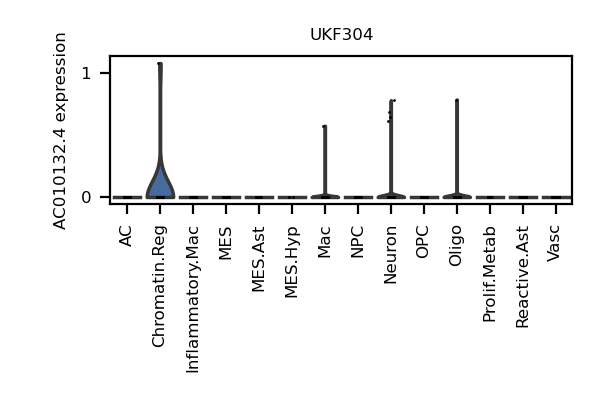 UKF304
AC010132.4 expression
1
0
AC
Chromatin.Reg
Inflammatory.Mac
MES
MES.Ast
MES.Hyp
Mac
NPC
Neuron
OPC
Oligo
Prolif.Metab
Reactive.Ast
Vasc